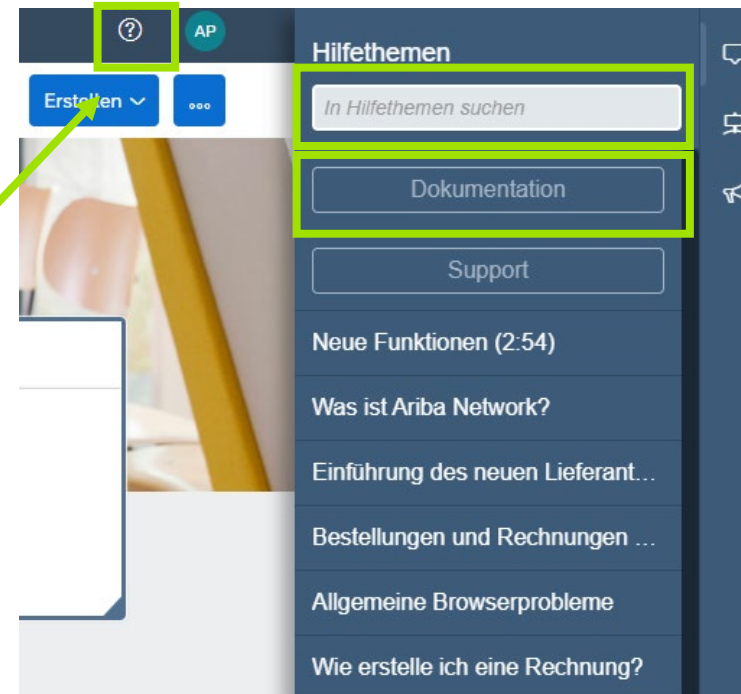 AP
Erstellen
Hilfethemen
In Hilfethemen suchen
Dokumentation
Support
Neue Funktionen (2:54)
Was ist Ariba Network?
Einführung des neuen Lieferant...
Bestellungen und Rechnungen ...
Allgemeine Browserprobleme
Wie erstelle ich eine Rechnung?